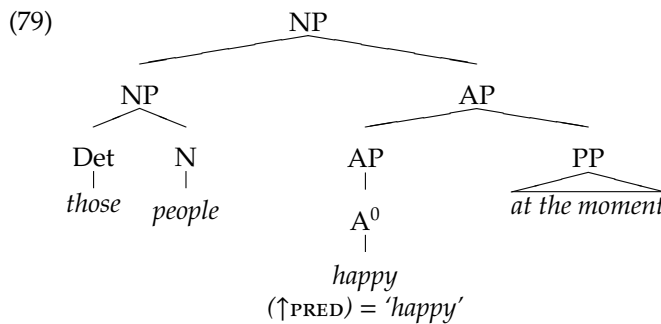 (79) NP
NP AP
Det N AP PP
those people A⁰ at the moment
happy
(↑PRED) = ‘happy’